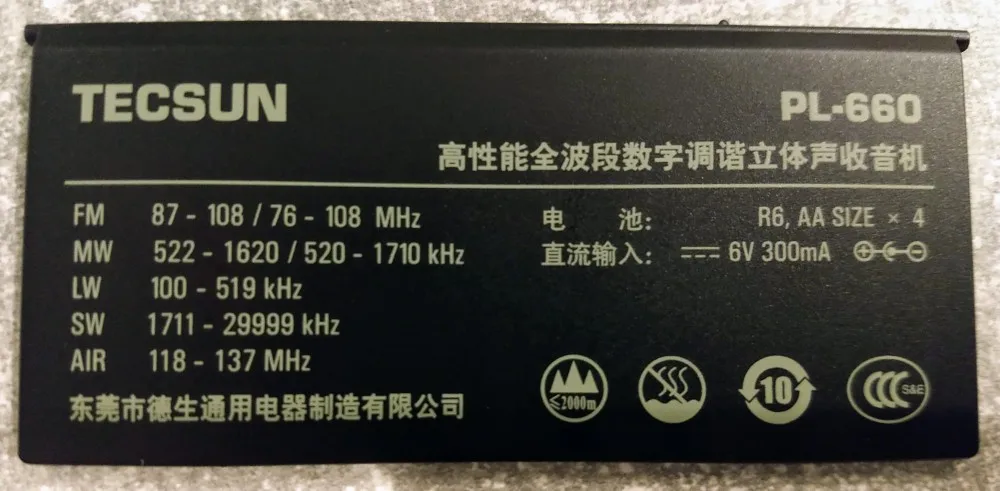 TECSUN
PL-660
高性能全波段数字调谐立体声收音机
FM 87 - 108 / 76 - 108 MHz
MW 522 - 1620 / 520 - 1710 kHz
LW 100 - 519 kHz
SW 1711 - 29999 kHz
AIR 118 - 137 MHz
东莞市德生通用电器制造有限公司
电 池: R6, AA SIZE × 4
直流输入: ⎓ 6V 300mA
≤2000m
10
CCC S&E